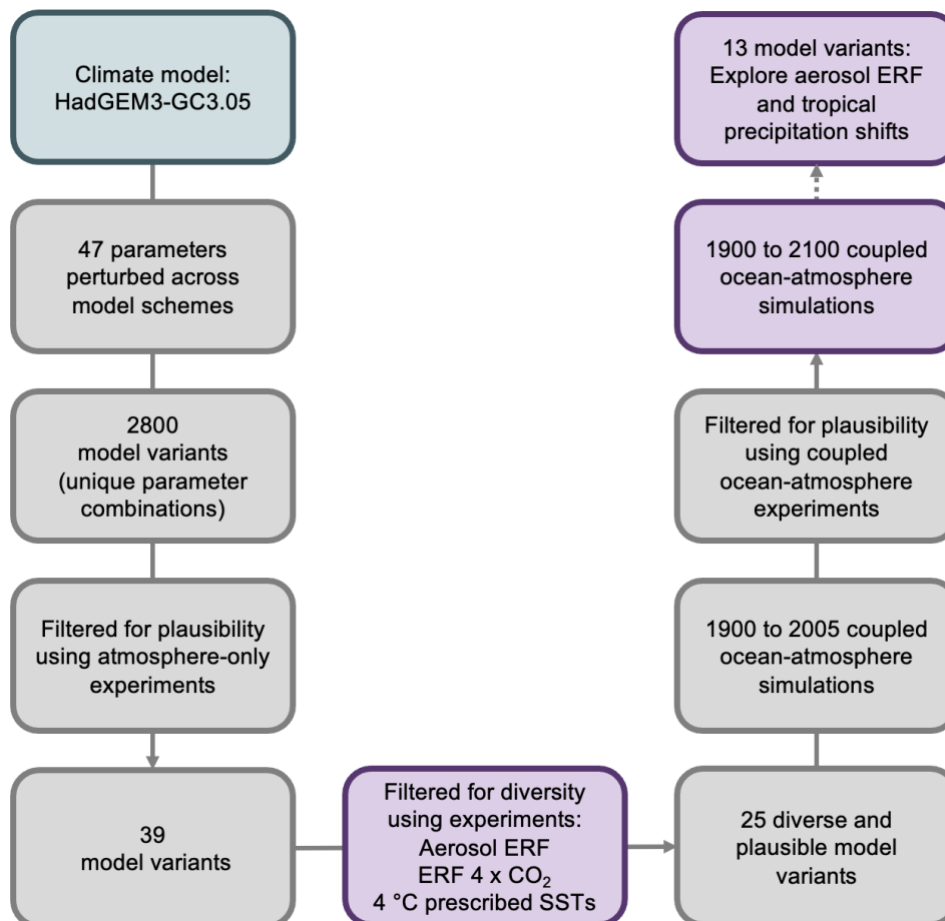 Climate model:
HadGEM3-GC3.05
47 parameters
perturbed across
model schemes
2800
model variants
(unique parameter
combinations)
Filtered for plausibility
using atmosphere-only
experiments
39
model variants
Filtered for diversity
using experiments:
Aerosol ERF
ERF 4 x CO₂
4 °C prescribed SSTs
25 diverse and
plausible model
variants
1900 to 2005 coupled
ocean-atmosphere
simulations
Filtered for plausibility
using coupled
ocean-atmosphere
experiments
1900 to 2100 coupled
ocean-atmosphere
simulations
13 model variants:
Explore aerosol ERF
and tropical
precipitation shifts